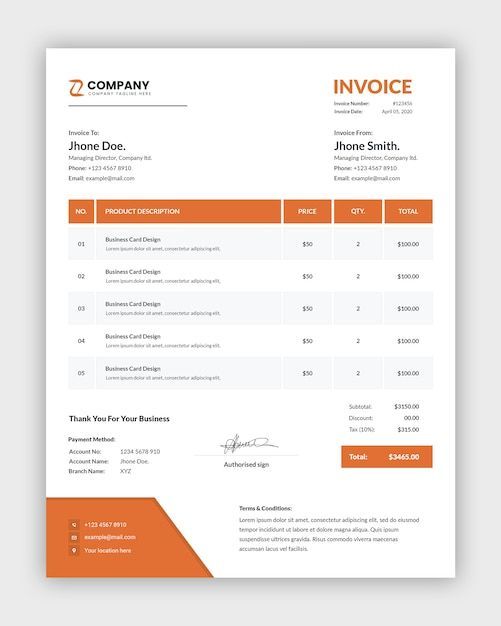 COMPANY
COMPANY TAGLINE HERE
INVOICE
Invoice Number: #123456
Invoice Date: April 05, 2020
Invoice To:
Jhone Doe.
Managing Director, Company ltd.
Phone: +123 4567 8910
Email: example@mail.com
Invoice From:
Jhone Smith.
Managing Director, Company ltd.
Phone: +123 4567 8910
Email: example@mail.com
NO. PRODUCT DESCRIPTION PRICE QTY. TOTAL
01 Business Card Design $50 2 $100.00
Lorem ipsum dolor sit amet, consectetur adipiscing elit,
02 Business Card Design $50 2 $100.00
Lorem ipsum dolor sit amet, consectetur adipiscing elit,
03 Business Card Design $50 2 $100.00
Lorem ipsum dolor sit amet, consectetur adipiscing elit,
04 Business Card Design $50 2 $100.00
Lorem ipsum dolor sit amet, consectetur adipiscing elit,
05 Business Card Design $50 2 $100.00
Lorem ipsum dolor sit amet, consectetur adipiscing elit,
Subtotal: $3150.00
Discount: 00.00
Tax (10%): $315.00
Total: $3465.00
Thank You For Your Business
Payment Method:
Account No: 1234 5678 910
Account Name: Jhone Doe.
Branch Name: XYZ
Authorised sign
+123 4567 8910
example@mail.com
Your location here
Terms & Conditions:
Lorem ipsum dolor sit amet, consectetuer adipiscing elit, sed do eiusmod
tempor incididunt ut labore et dolore magna aliqua. Quis ipsum
suspendisse ultrices gravida. Risus commodo viverra maecenas
accumsan lacus vel facilisis.